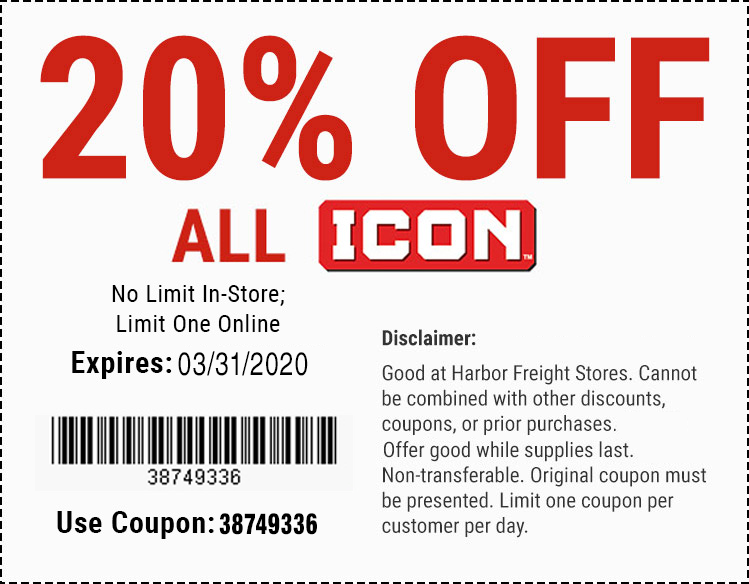 20% OFF
ALL ICON™
No Limit In-Store;
Limit One Online
Expires: 03/31/2020
38749336
Use Coupon: 38749336
Disclaimer:
Good at Harbor Freight Stores. Cannot
be combined with other discounts,
coupons, or prior purchases.
Offer good while supplies last.
Non-transferable. Original coupon must
be presented. Limit one coupon per
customer per day.